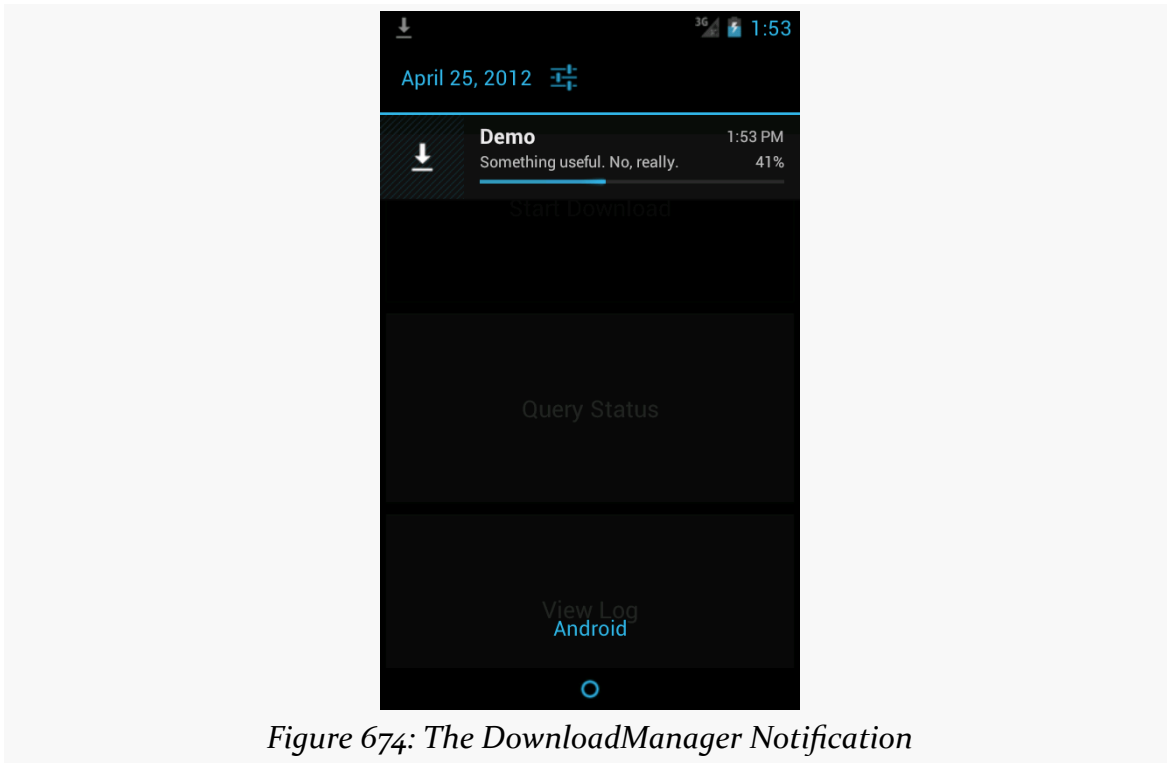 3G 1:53
April 25, 2012
Demo 1:53 PM
Something useful. No, really. 41%
Start Download
Query Status
View Log
Android
Figure 674: The DownloadManager Notification